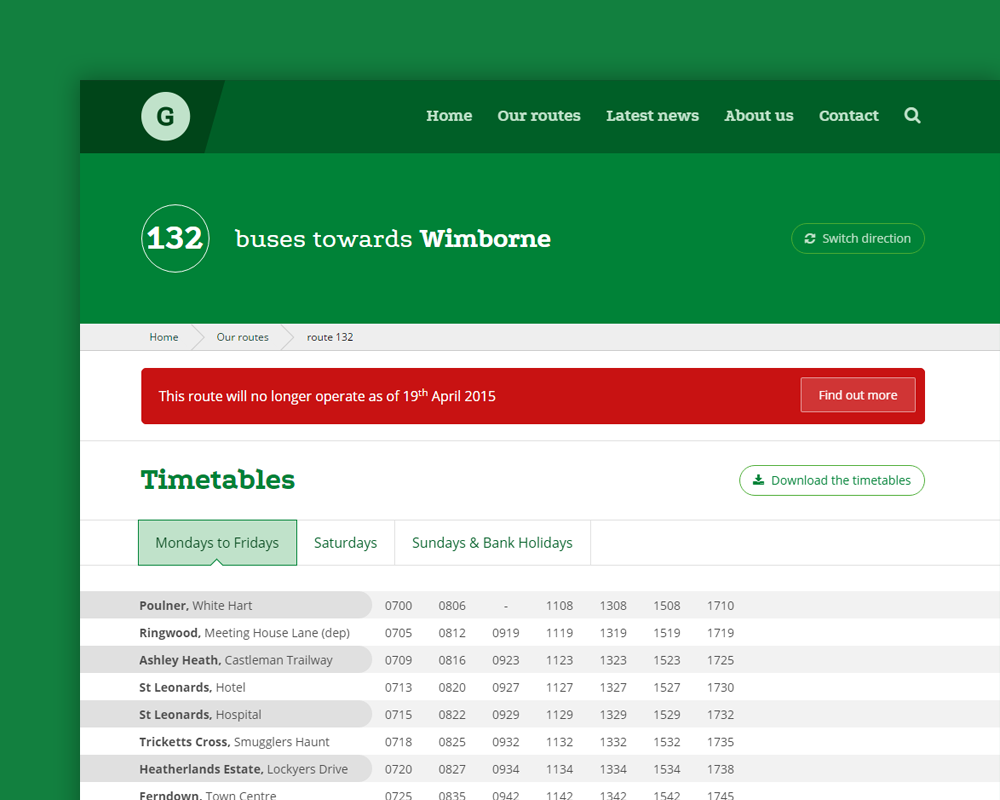 G
Home Our routes Latest news About us Contact
132 buses towards Wimborne Switch direction
Home Our routes route 132
This route will no longer operate as of 19th April 2015 Find out more
Timetables Download the timetables
Mondays to Fridays Saturdays Sundays & Bank Holidays
Poulner, White Hart 0700 0806 - 1108 1308 1508 1710
Ringwood, Meeting House Lane (dep) 0705 0812 0919 1119 1319 1519 1719
Ashley Heath, Castleman Trailway 0709 0816 0923 1123 1323 1523 1725
St Leonards, Hotel 0713 0820 0927 1127 1327 1527 1730
St Leonards, Hospital 0715 0822 0929 1129 1329 1529 1732
Tricketts Cross, Smugglers Haunt 0718 0825 0932 1132 1332 1532 1735
Heatherlands Estate, Lockyers Drive 0720 0827 0934 1134 1334 1534 1738
Ferndown, Town Centre 0725 0835 0942 1142 1342 1542 1745